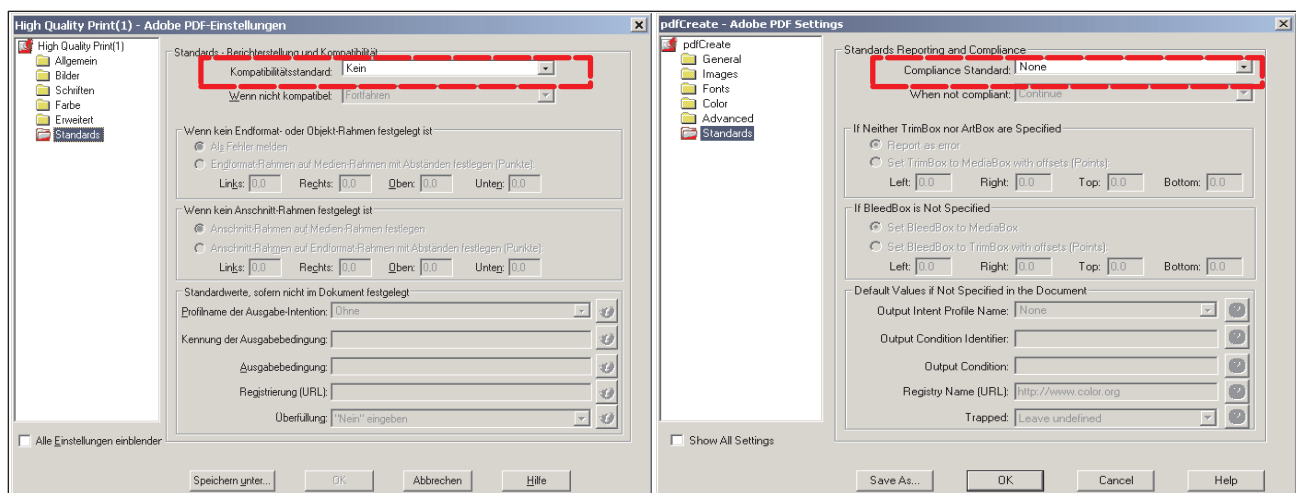 High Quality Print(1) - Adobe PDF-Einstellungen
High Quality Print(1)
Allgemein
Bilder
Schriften
Farbe
Erweitert
Standards
Standards - Berichterstellung und Kompatibilität
Kompatibilitätsstandard: Kein
Wenn nicht kompatibel: Fortfahren
Wenn kein Endformat- oder Objekt-Rahmen festgelegt ist
Als Fehler melden
Endformat-Rahmen auf Medien-Rahmen mit Abständen festlegen (Punkte):
Links: 0,0 Rechts: 0,0 Oben: 0,0 Unten: 0,0
Wenn kein Anschnitt-Rahmen festgelegt ist
Anschnitt-Rahmen auf Medien-Rahmen festlegen
Anschnitt-Rahmen auf Endformat-Rahmen mit Abständen festlegen (Punkte):
Links: 0,0 Rechts: 0,0 Oben: 0,0 Unten: 0,0
Standardwerte, sofern nicht im Dokument festgelegt
Profilname der Ausgabe-Intention: Ohne
Kennung der Ausgabebedingung:
Ausgabebedingung:
Registrierung (URL):
Überfüllung: "Nein" eingeben
Alle Einstellungen einblender
Speichern unter... OK Abbrechen Hilfe
pdfCreate - Adobe PDF Settings
pdfCreate
General
Images
Fonts
Color
Advanced
Standards
Standards Reporting and Compliance
Compliance Standard: None
When not compliant: Continue
If Neither TrimBox nor ArtBox are Specified
Report as error
Set TrimBox to MediaBox with offsets (Points):
Left: 0.0 Right: 0.0 Top: 0.0 Bottom: 0.0
If BleedBox is Not Specified
Set BleedBox to MediaBox
Set BleedBox to TrimBox with offsets (Points):
Left: 0.0 Right: 0.0 Top: 0.0 Bottom: 0.0
Default Values if Not Specified in the Document
Output Intent Profile Name: None
Output Condition Identifier:
Output Condition:
Registry Name (URL): http://www.color.org
Trapped: Leave undefined
Show All Settings
Save As... OK Cancel Help